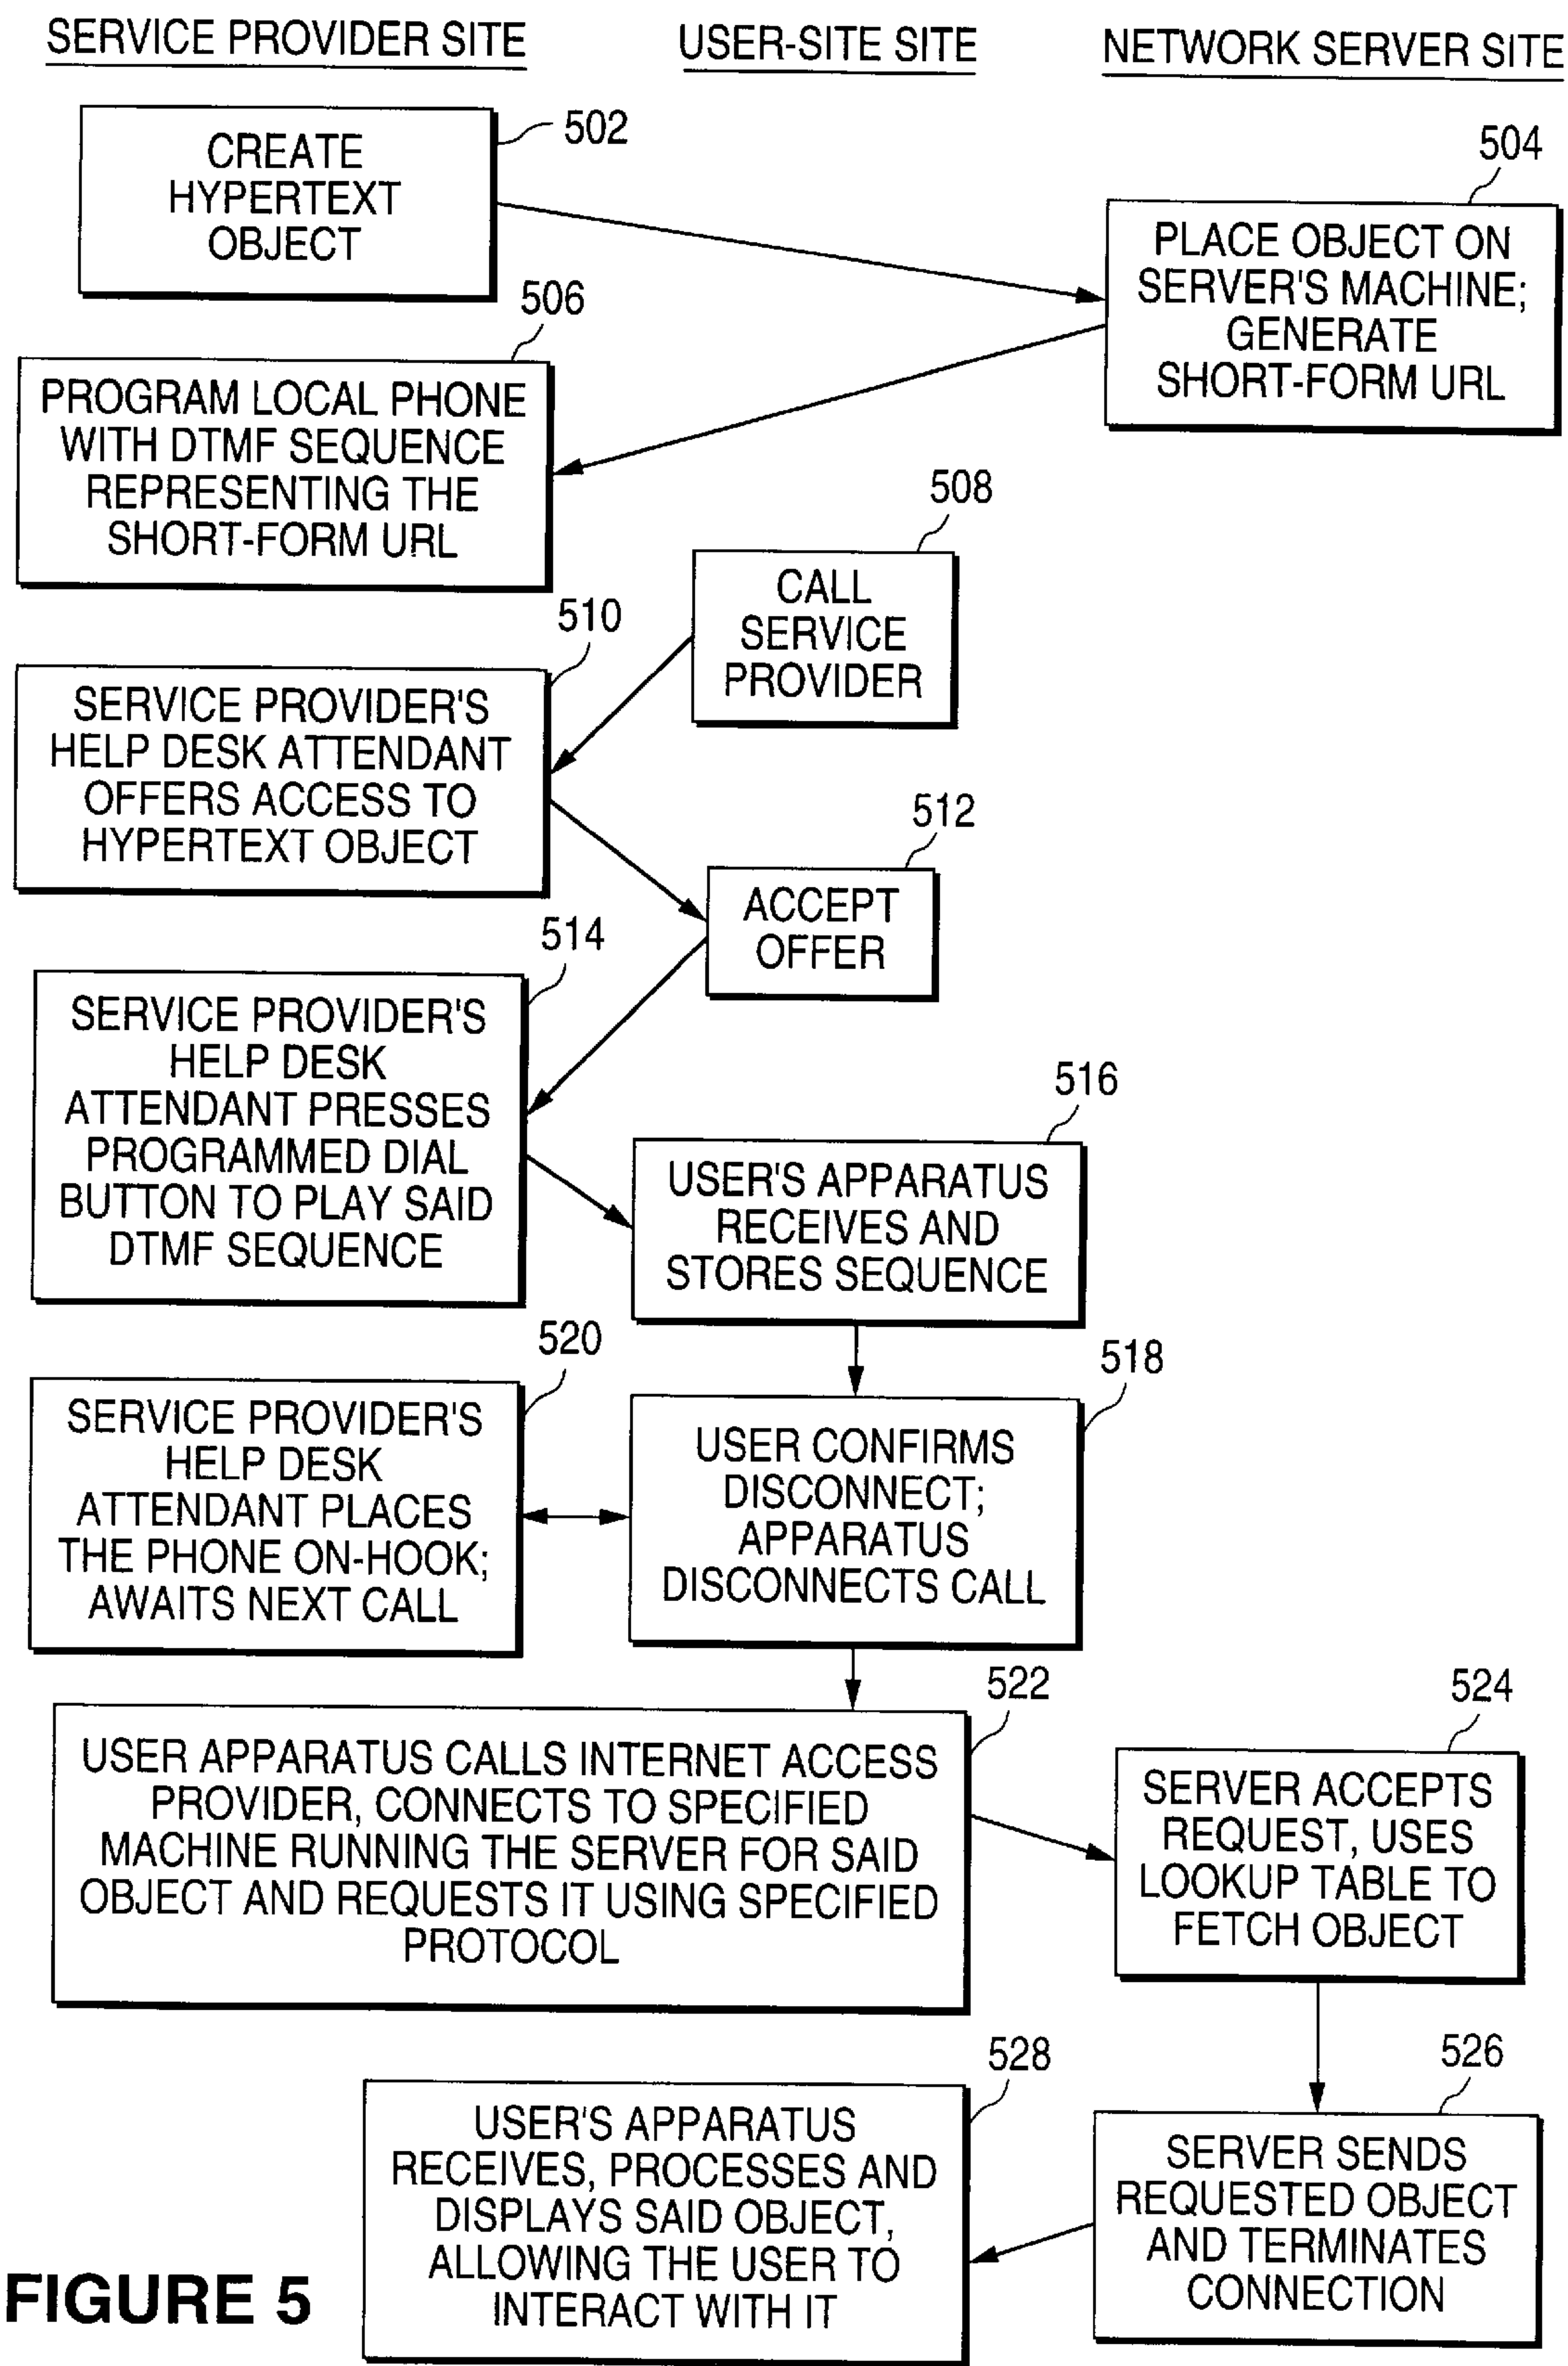 SERVICE PROVIDER SITE
USER-SITE SITE
NETWORK SERVER SITE
502
CREATE
HYPERTEXT
OBJECT
504
PLACE OBJECT ON
SERVER'S MACHINE;
GENERATE
SHORT-FORM URL
506
PROGRAM LOCAL PHONE
WITH DTMF SEQUENCE
REPRESENTING THE
SHORT-FORM URL
508
CALL
SERVICE
PROVIDER
510
SERVICE PROVIDER'S
HELP DESK ATTENDANT
OFFERS ACCESS TO
HYPERTEXT OBJECT
512
ACCEPT
OFFER
514
SERVICE PROVIDER'S
HELP DESK
ATTENDANT PRESSES
PROGRAMMED DIAL
BUTTON TO PLAY SAID
DTMF SEQUENCE
516
USER'S APPARATUS
RECEIVES AND
STORES SEQUENCE
518
USER CONFIRMS
DISCONNECT;
APPARATUS
DISCONNECTS CALL
520
SERVICE PROVIDER'S
HELP DESK
ATTENDANT PLACES
THE PHONE ON-HOOK;
AWAITS NEXT CALL
522
USER APPARATUS CALLS INTERNET ACCESS
PROVIDER, CONNECTS TO SPECIFIED
MACHINE RUNNING THE SERVER FOR SAID
OBJECT AND REQUESTS IT USING SPECIFIED
PROTOCOL
524
SERVER ACCEPTS
REQUEST, USES
LOOKUP TABLE TO
FETCH OBJECT
526
SERVER SENDS
REQUESTED OBJECT
AND TERMINATES
CONNECTION
528
USER'S APPARATUS
RECEIVES, PROCESSES AND
DISPLAYS SAID OBJECT,
ALLOWING THE USER TO
INTERACT WITH IT
FIGURE 5